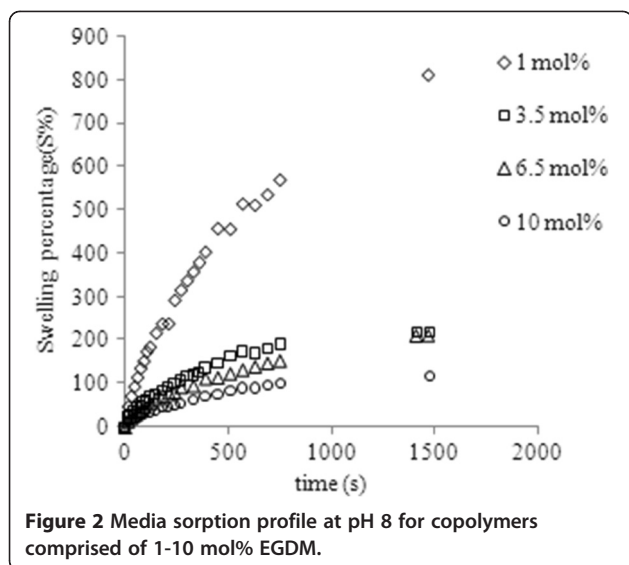 900
800
700
600
500
400
300
200
100
0
Swelling percentage(S%)
0 500 1000 1500 2000
time (s)
1 mol%
3.5 mol%
6.5 mol%
10 mol%
Figure 2 Media sorption profile at pH 8 for copolymers
comprised of 1-10 mol% EGDM.